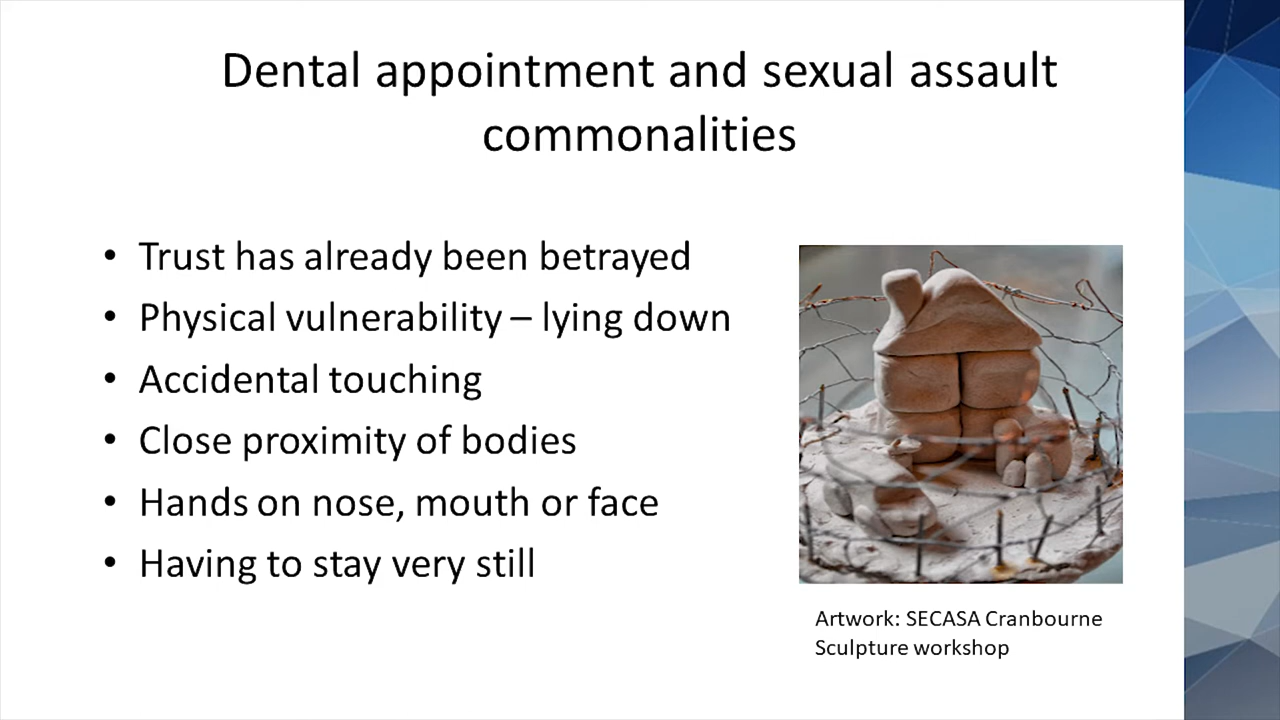 Dental appointment and sexual assault
commonalities
• Trust has already been betrayed
• Physical vulnerability – lying down
• Accidental touching
• Close proximity of bodies
• Hands on nose, mouth or face
• Having to stay very still
Artwork: SECASA Cranbourne
Sculpture workshop